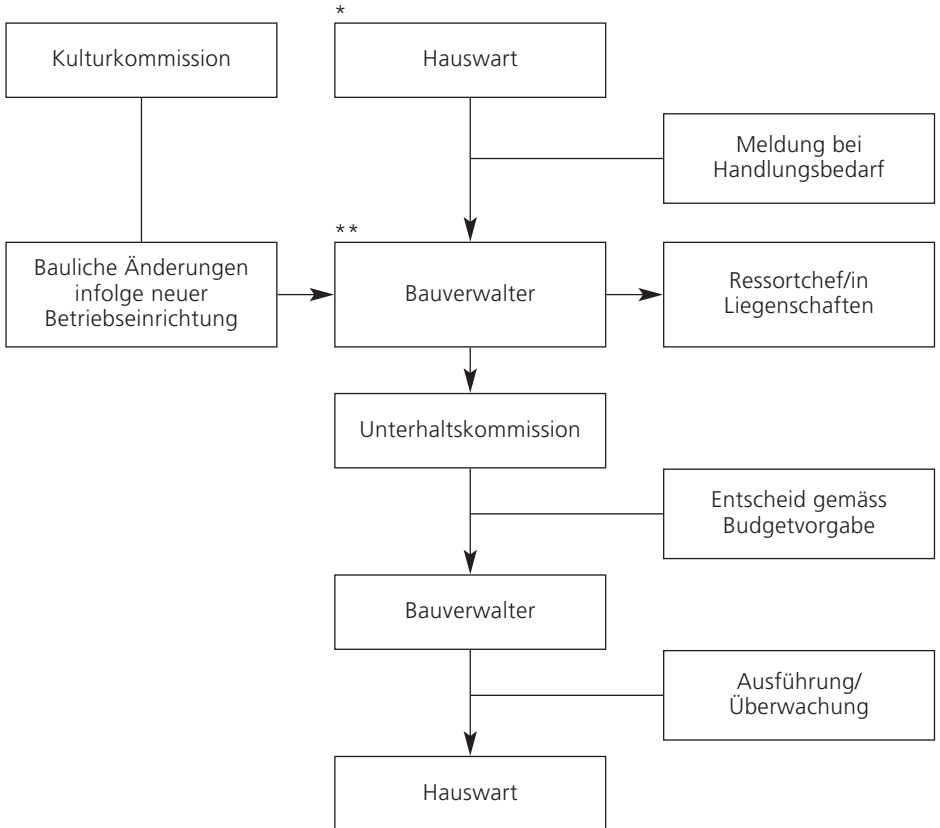 *
Kulturkommission
Hauswart
Meldung bei
Handlungsbedarf
**
Bauliche Änderungen
infolge neuer
Betriebseinrichtung
Bauverwalter
Ressortchef/in
Liegenschaften
Unterhaltskommission
Entscheid gemäss
Budgetvorgabe
Bauverwalter
Ausführung/
Überwachung
Hauswart